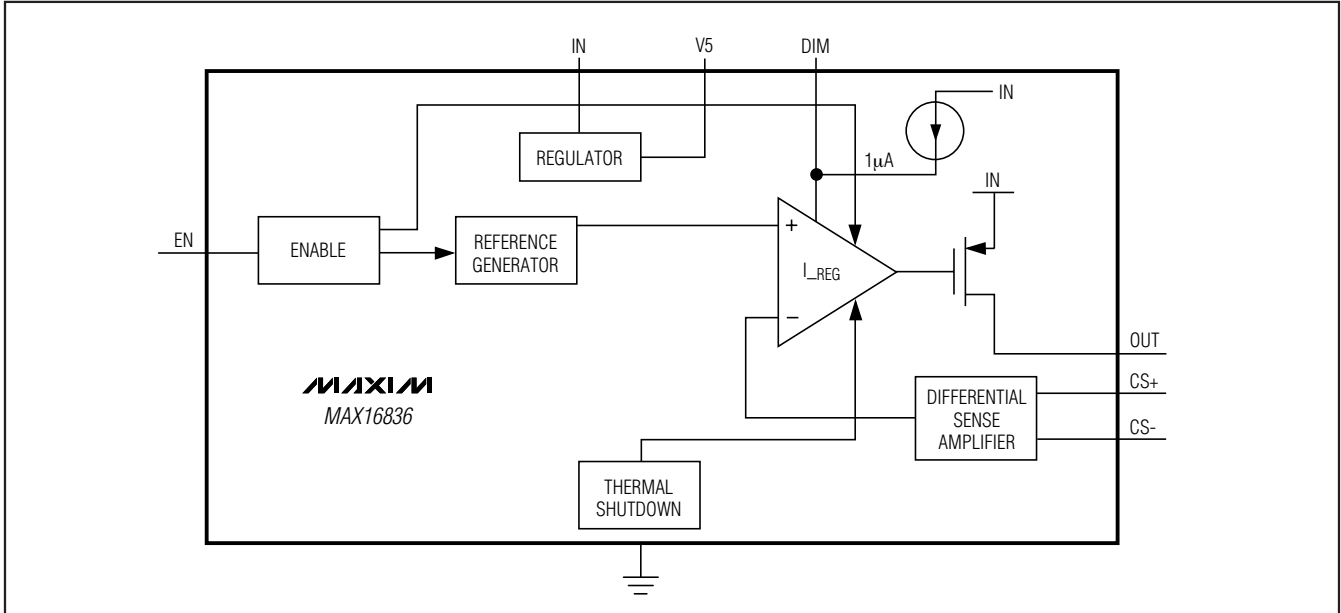 IN
V5
DIM
IN
REGULATOR
1µA
IN
EN
ENABLE
REFERENCE
GENERATOR
+
I_REG
−
OUT
CS+
CS-
DIFFERENTIAL
SENSE
AMPLIFIER
MAXIM
MAX16836
THERMAL
SHUTDOWN